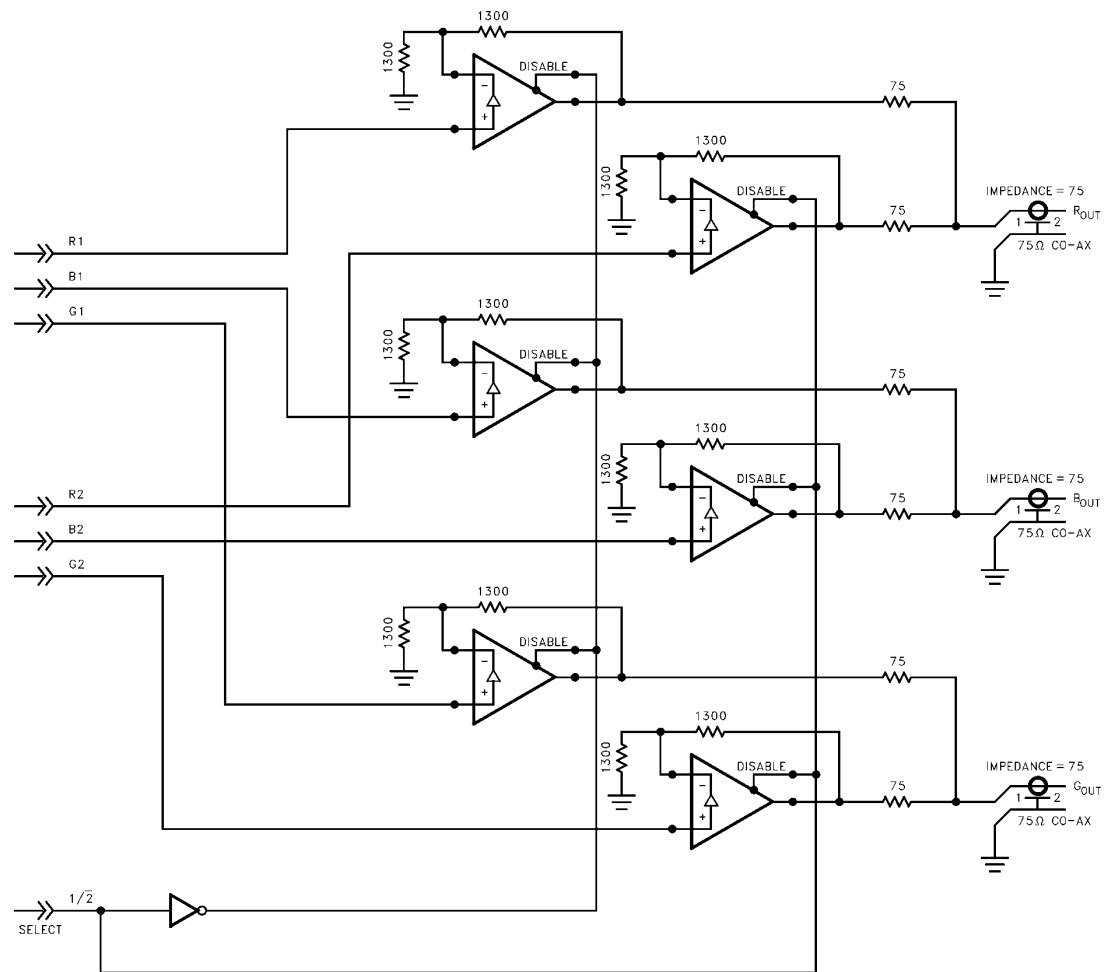 1300
1300
DISABLE
−
+
75
1300
1300
DISABLE
−
+
75
IMPEDANCE = 75
R_OUT
1 2
75Ω CO-AX
R1
B1
G1
1300
1300
DISABLE
−
+
75
1300
1300
DISABLE
−
+
75
IMPEDANCE = 75
B_OUT
1 2
75Ω CO-AX
R2
B2
G2
1300
1300
DISABLE
−
+
75
1300
1300
DISABLE
−
+
75
IMPEDANCE = 75
G_OUT
1 2
75Ω CO-AX
1/2̅
SELECT